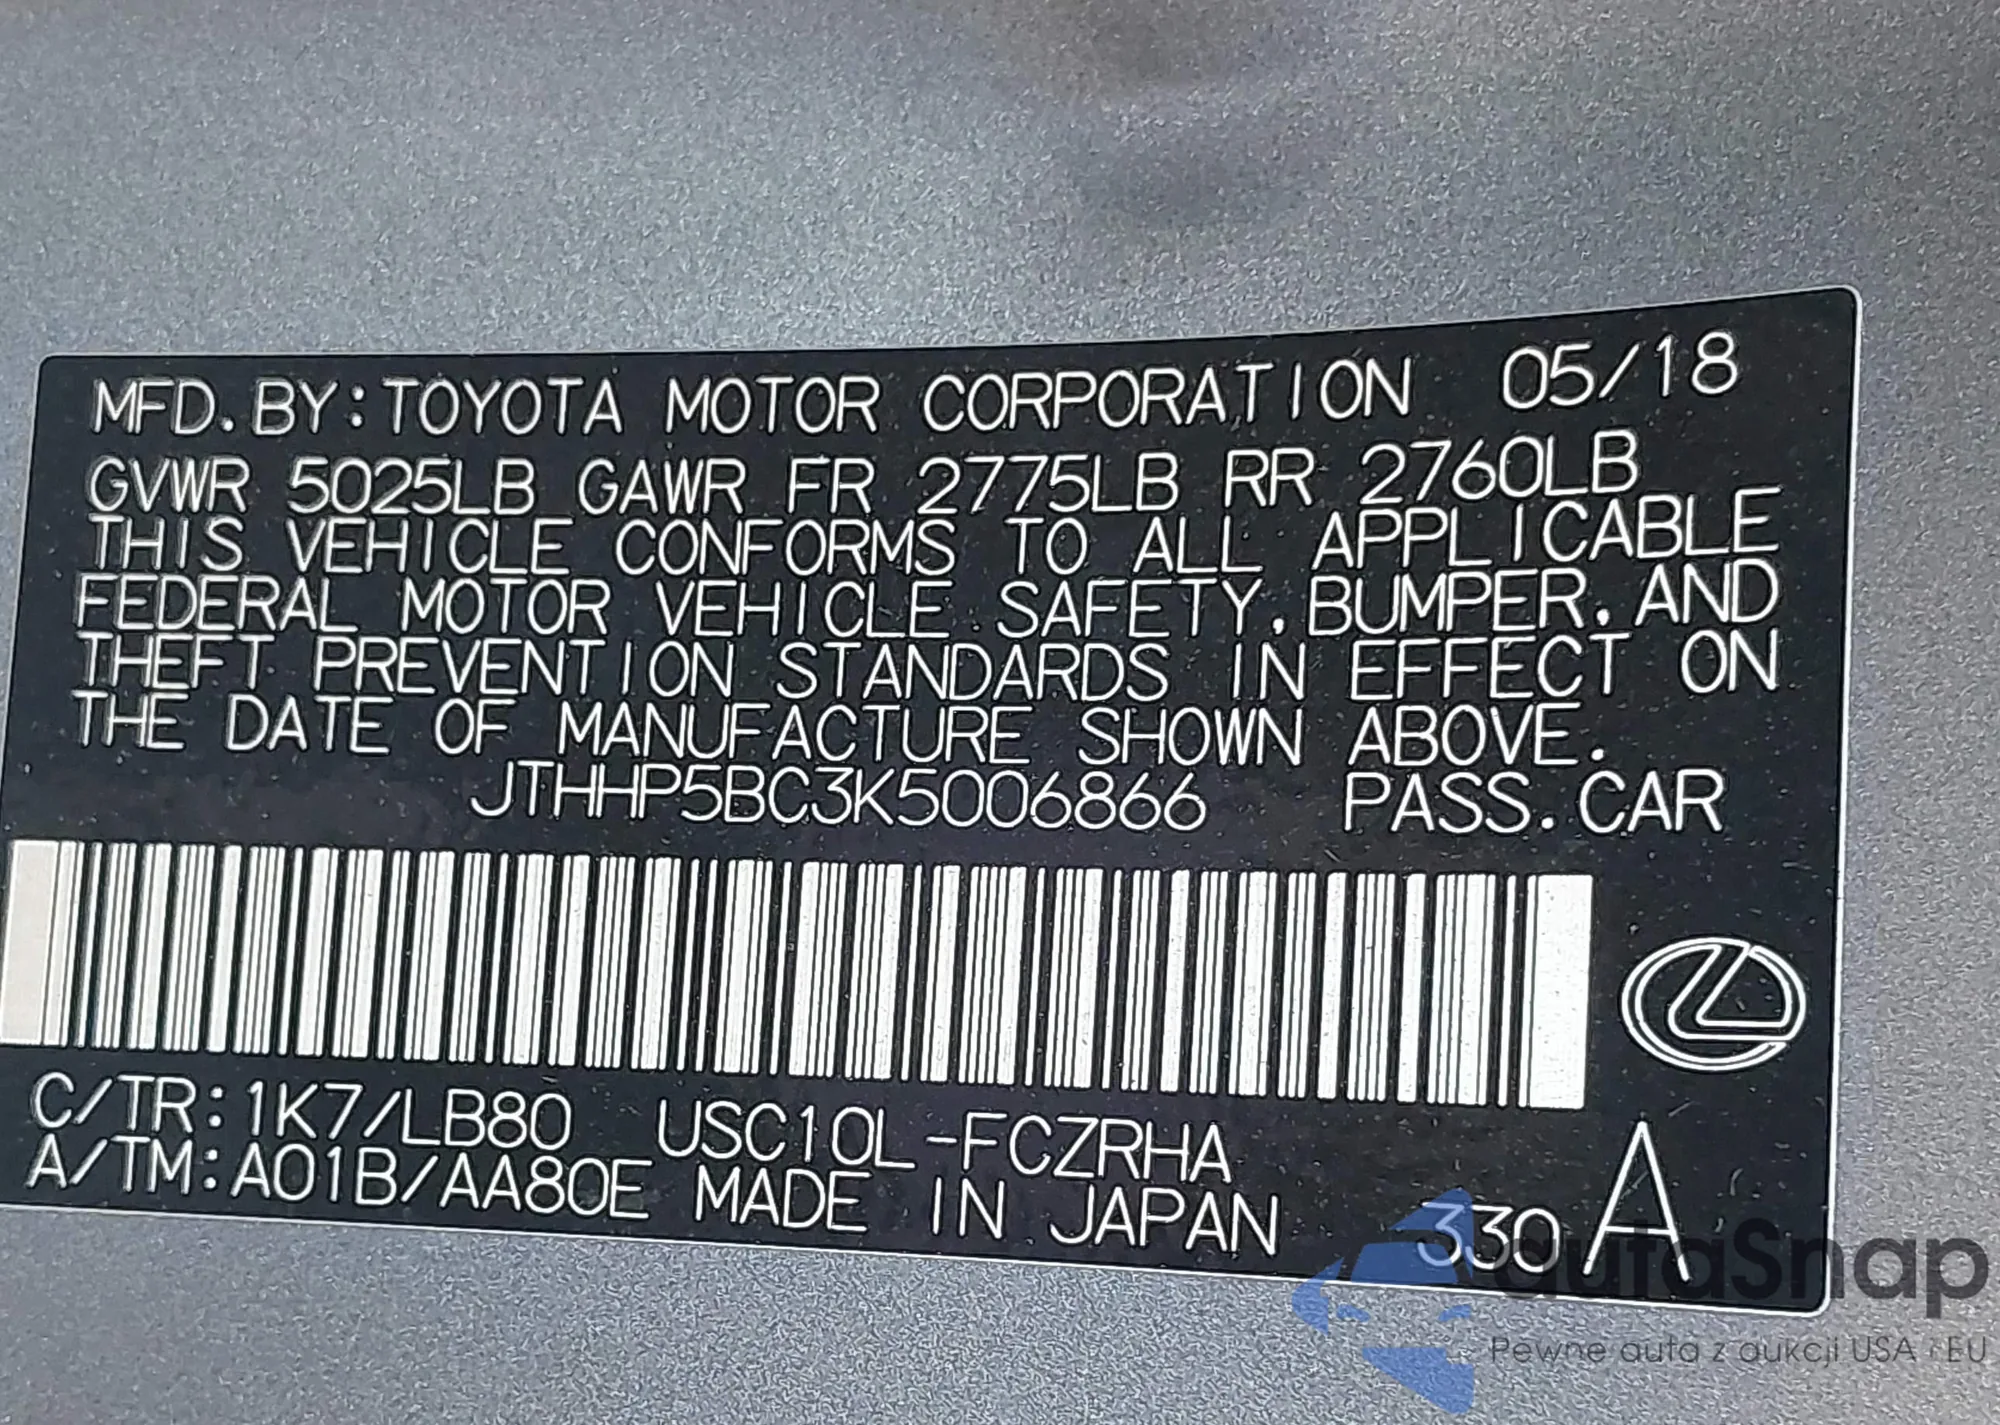 MFD.BY:TOYOTA MOTOR CORPORATION 05/18
GVWR 5025LB GAWR FR 2775LB RR 2760LB
THIS VEHICLE CONFORMS TO ALL APPLICABLE
FEDERAL MOTOR VEHICLE SAFETY, BUMPER, AND
THEFT PREVENTION STANDARDS IN EFFECT ON
THE DATE OF MANUFACTURE SHOWN ABOVE.
JTHHP5BC3K5006866 PASS.CAR
C/TR:1K7/LB80 USC10L-FCZRHA
A/TM:A01B/AA80E MADE IN JAPAN 330 A
autaSnap
Pewne auta z aukcji USA i EU